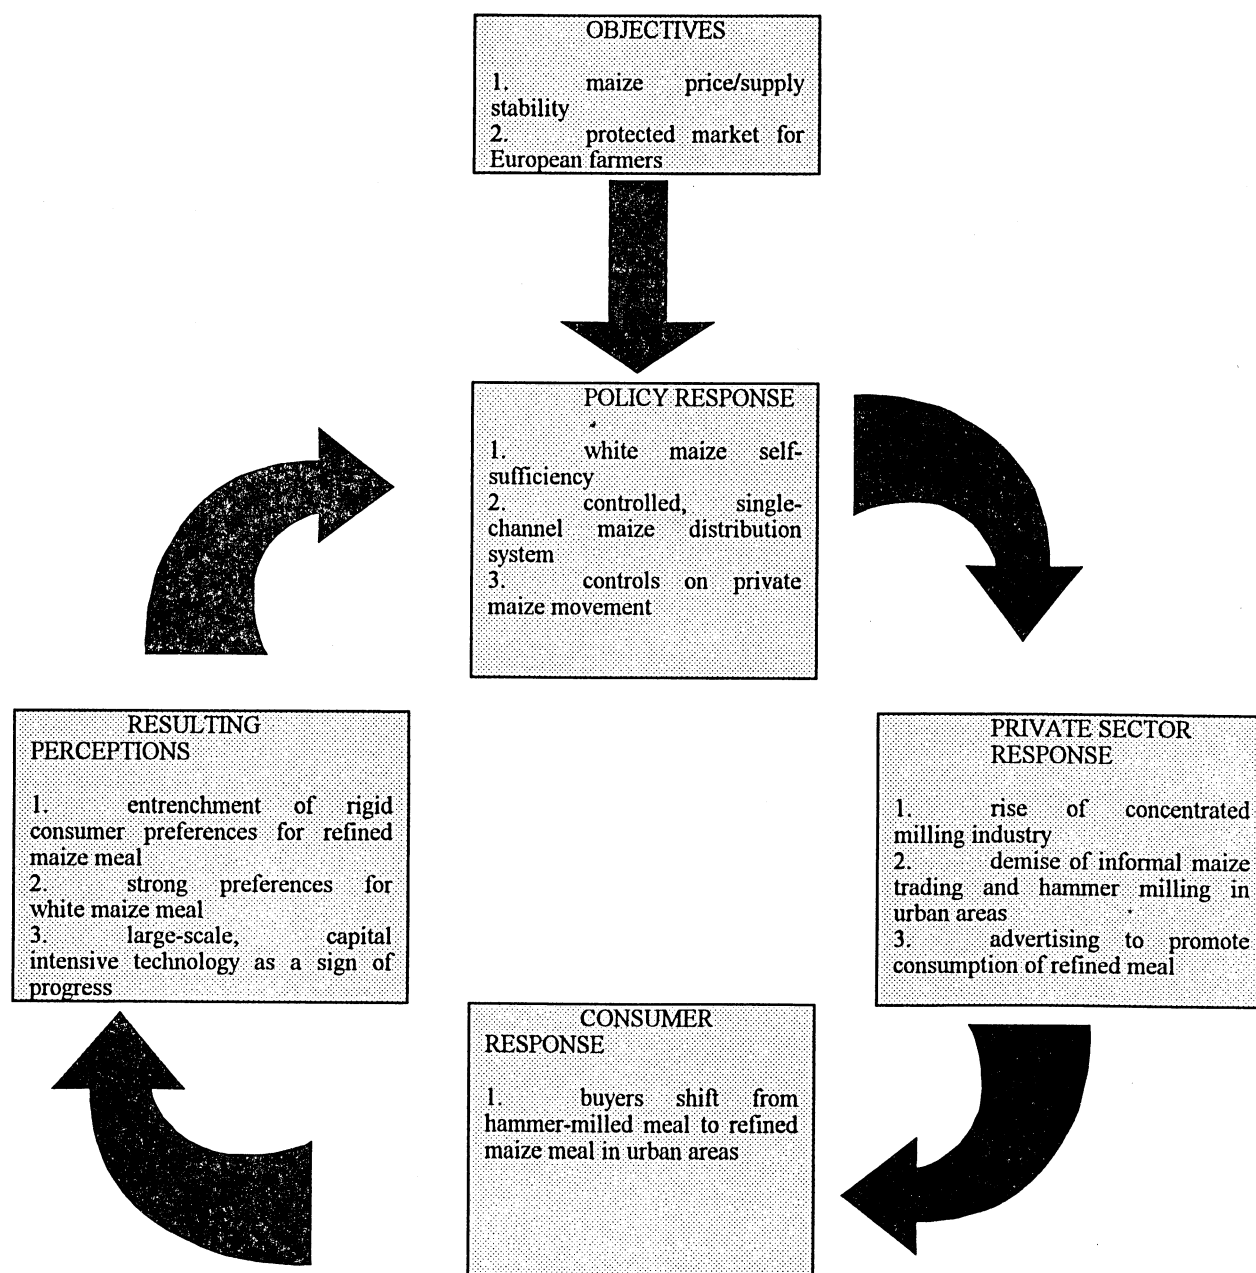 OBJECTIVES
1. maize price/supply
stability
2. protected market for
European farmers
POLICY RESPONSE
1. white maize self-
sufficiency
2. controlled, single-
channel maize distribution
system
3. controls on private
maize movement
RESULTING
PERCEPTIONS
1. entrenchment of rigid
consumer preferences for refined
maize meal
2. strong preferences for
white maize meal
3. large-scale, capital
intensive technology as a sign of
progress
PRIVATE SECTOR
RESPONSE
1. rise of concentrated
milling industry
2. demise of informal maize
trading and hammer milling in
urban areas
3. advertising to promote
consumption of refined meal
CONSUMER
RESPONSE
1. buyers shift from
hammer-milled meal to refined
maize meal in urban areas